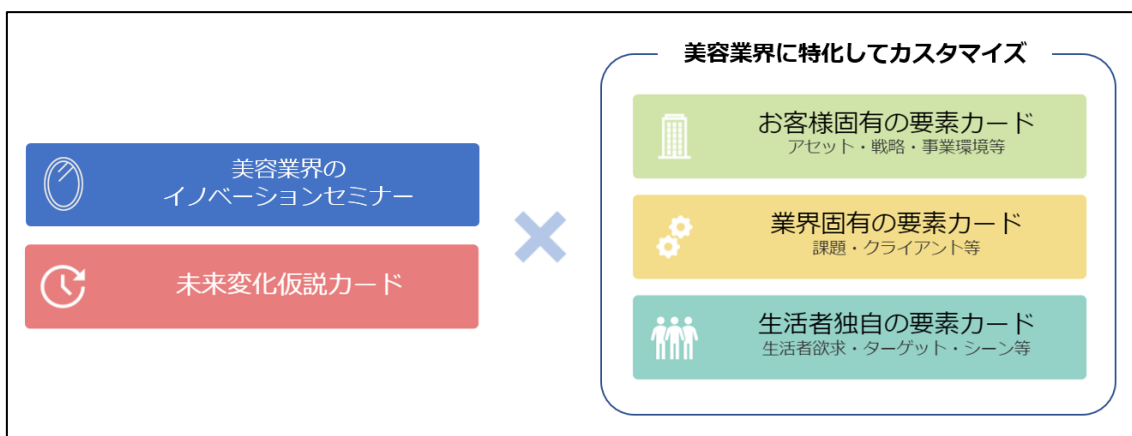 美容業界の
イノベーションセミナー
未来変化仮説カード
美容業界に特化してカスタマイズ
お客様固有の要素カード
アセット・戦略・事業環境等
業界固有の要素カード
課題・クライアント等
生活者独自の要素カード
生活者欲求・ターゲット・シーン等